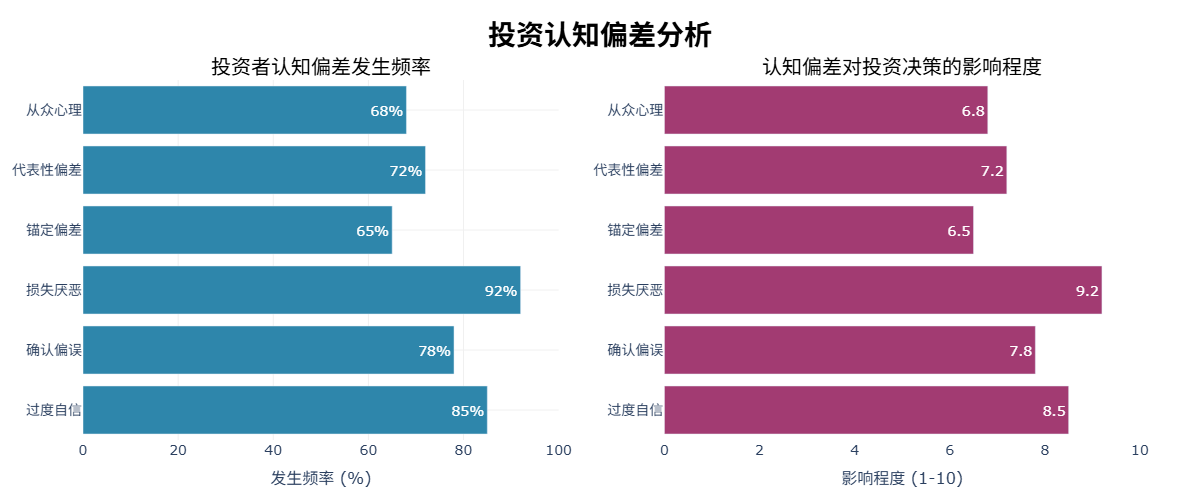 投资认知偏差分析
投资者认知偏差发生频率
从众心理 68%
代表性偏差 72%
锚定偏差 65%
损失厌恶 92%
确认偏误 78%
过度自信 85%
0 20 40 60 80 100
发生频率 (%)
认知偏差对投资决策的影响程度
从众心理 6.8
代表性偏差 7.2
锚定偏差 6.5
损失厌恶 9.2
确认偏误 7.8
过度自信 8.5
0 2 4 6 8 10
影响程度 (1-10)